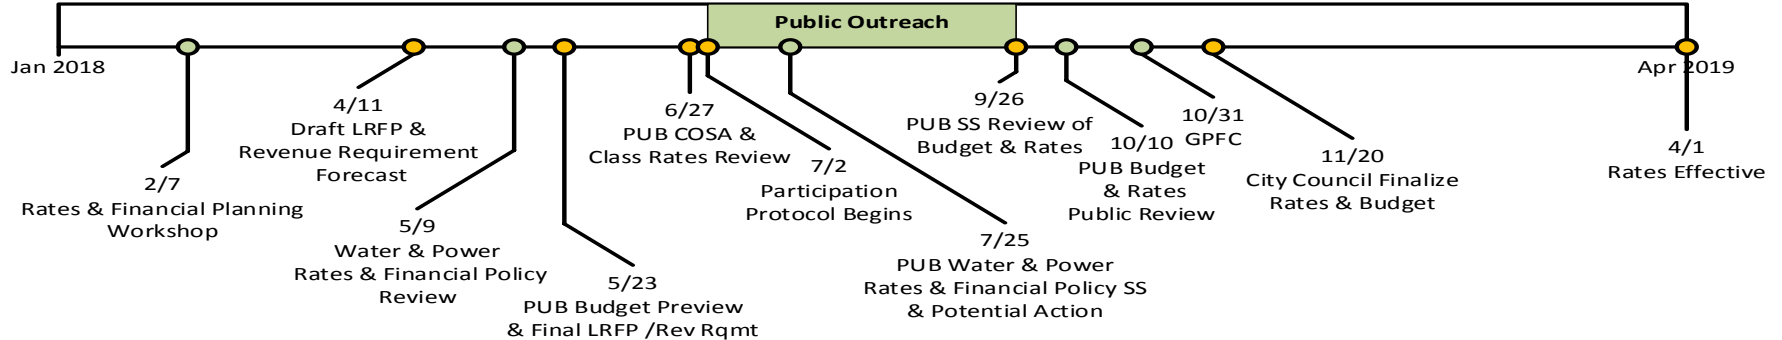 Public Outreach
Jan 2018
Apr 2019
2/7
Rates & Financial Planning
Workshop
4/11
Draft LRFP &
Revenue Requirement
Forecast
5/9
Water & Power
Rates & Financial Policy
Review
5/23
PUB Budget Preview
& Final LRFP /Rev Rqmt
6/27
PUB COSA &
Class Rates Review
7/2
Participation
Protocol Begins
7/25
PUB Water & Power
Rates & Financial Policy SS
& Potential Action
9/26
PUB SS Review of
Budget & Rates
10/10
PUB Budget
& Rates
Public Review
10/31
GPFC
11/20
City Council Finalize
Rates & Budget
4/1
Rates Effective